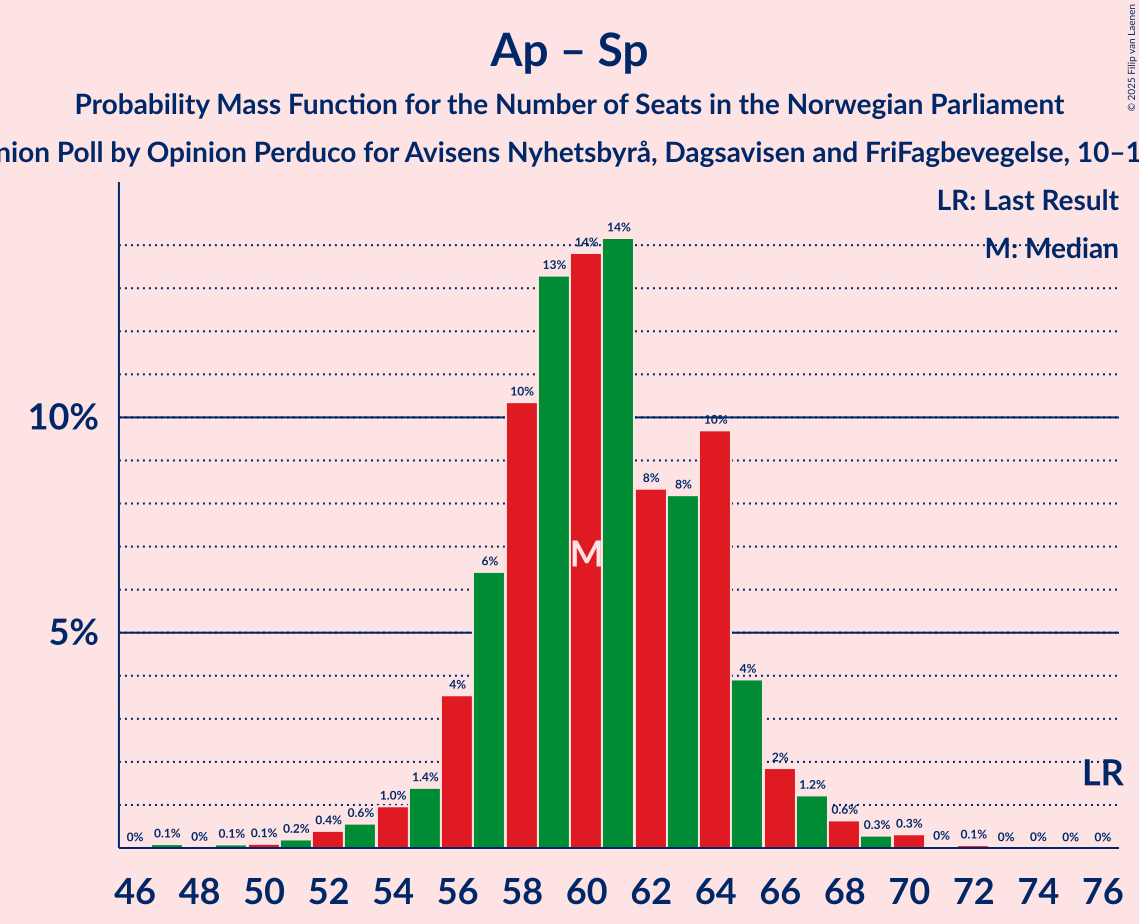 © 2025 Filip van Laenen
Ap – Sp
Probability Mass Function for the Number of Seats in the Norwegian Parliament
nion Poll by Opinion Perduco for Avisens Nyhetsbyrå, Dagsavisen and FriFagbevegelse, 10–1
LR: Last Result
M: Median
10%
5%
0% 0.1% 0% 0.1% 0.1% 0.2% 0.4% 0.6% 1.0% 1.4% 4% 6% 10% 13% 14% 14% 8% 8% 10% 4% 2% 1.2% 0.6% 0.3% 0.3% 0% 0.1% 0% 0% 0% 0%
M
LR
46 48 50 52 54 56 58 60 62 64 66 68 70 72 74 76